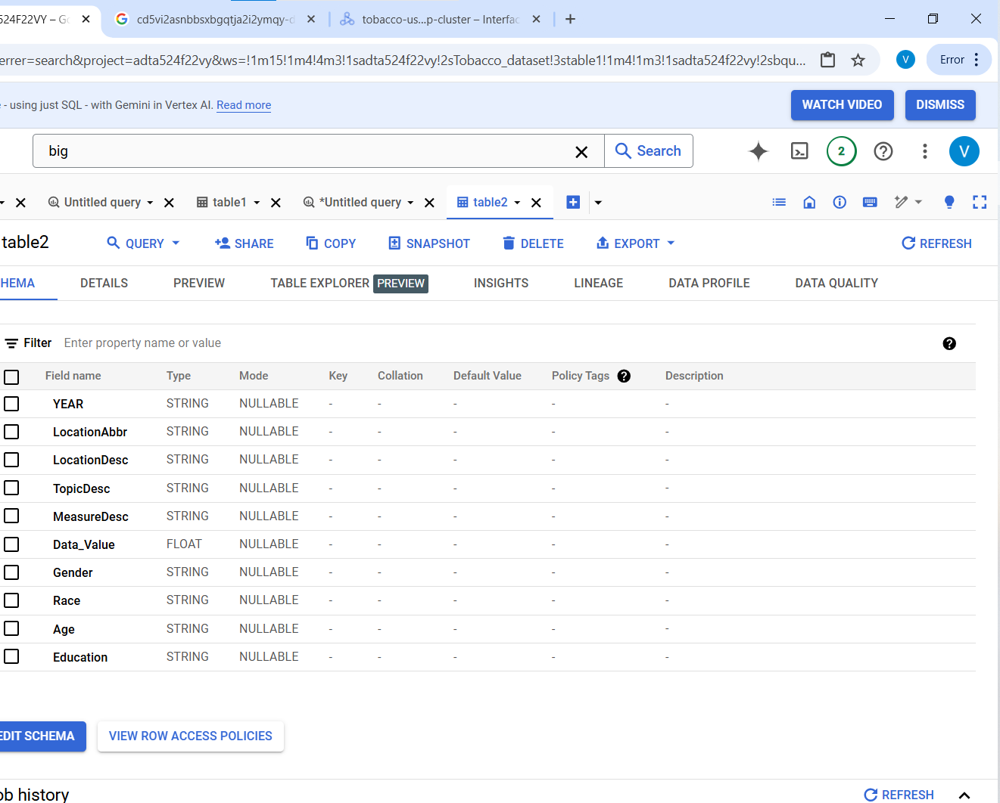 524F22VY – Go
cd5vi2asnbbsxbgqtja2i2ymqy-d
tobacco-us...p-cluster – Interfac
errer=search&project=adta524f22vy&ws=!1m15!1m4!4m3!1sadta524f22vy!2sTobacco_dataset!3stable1!1m4!1m3!1sadta524f22vy!2sbqu...
V
Error
- using just SQL - with Gemini in Vertex AI. Read more
WATCH VIDEO
DISMISS
big
Search
2
V
Untitled query
table1
*Untitled query
table2
table2
QUERY
SHARE
COPY
SNAPSHOT
DELETE
EXPORT
REFRESH
HEMA
DETAILS
PREVIEW
TABLE EXPLORER PREVIEW
INSIGHTS
LINEAGE
DATA PROFILE
DATA QUALITY
Filter Enter property name or value
Field name Type Mode Key Collation Default Value Policy Tags Description
YEAR STRING NULLABLE - - - - -
LocationAbbr STRING NULLABLE - - - - -
LocationDesc STRING NULLABLE - - - - -
TopicDesc STRING NULLABLE - - - - -
MeasureDesc STRING NULLABLE - - - - -
Data_Value FLOAT NULLABLE - - - - -
Gender STRING NULLABLE - - - - -
Race STRING NULLABLE - - - - -
Age STRING NULLABLE - - - - -
Education STRING NULLABLE - - - - -
EDIT SCHEMA
VIEW ROW ACCESS POLICIES
ob history
REFRESH